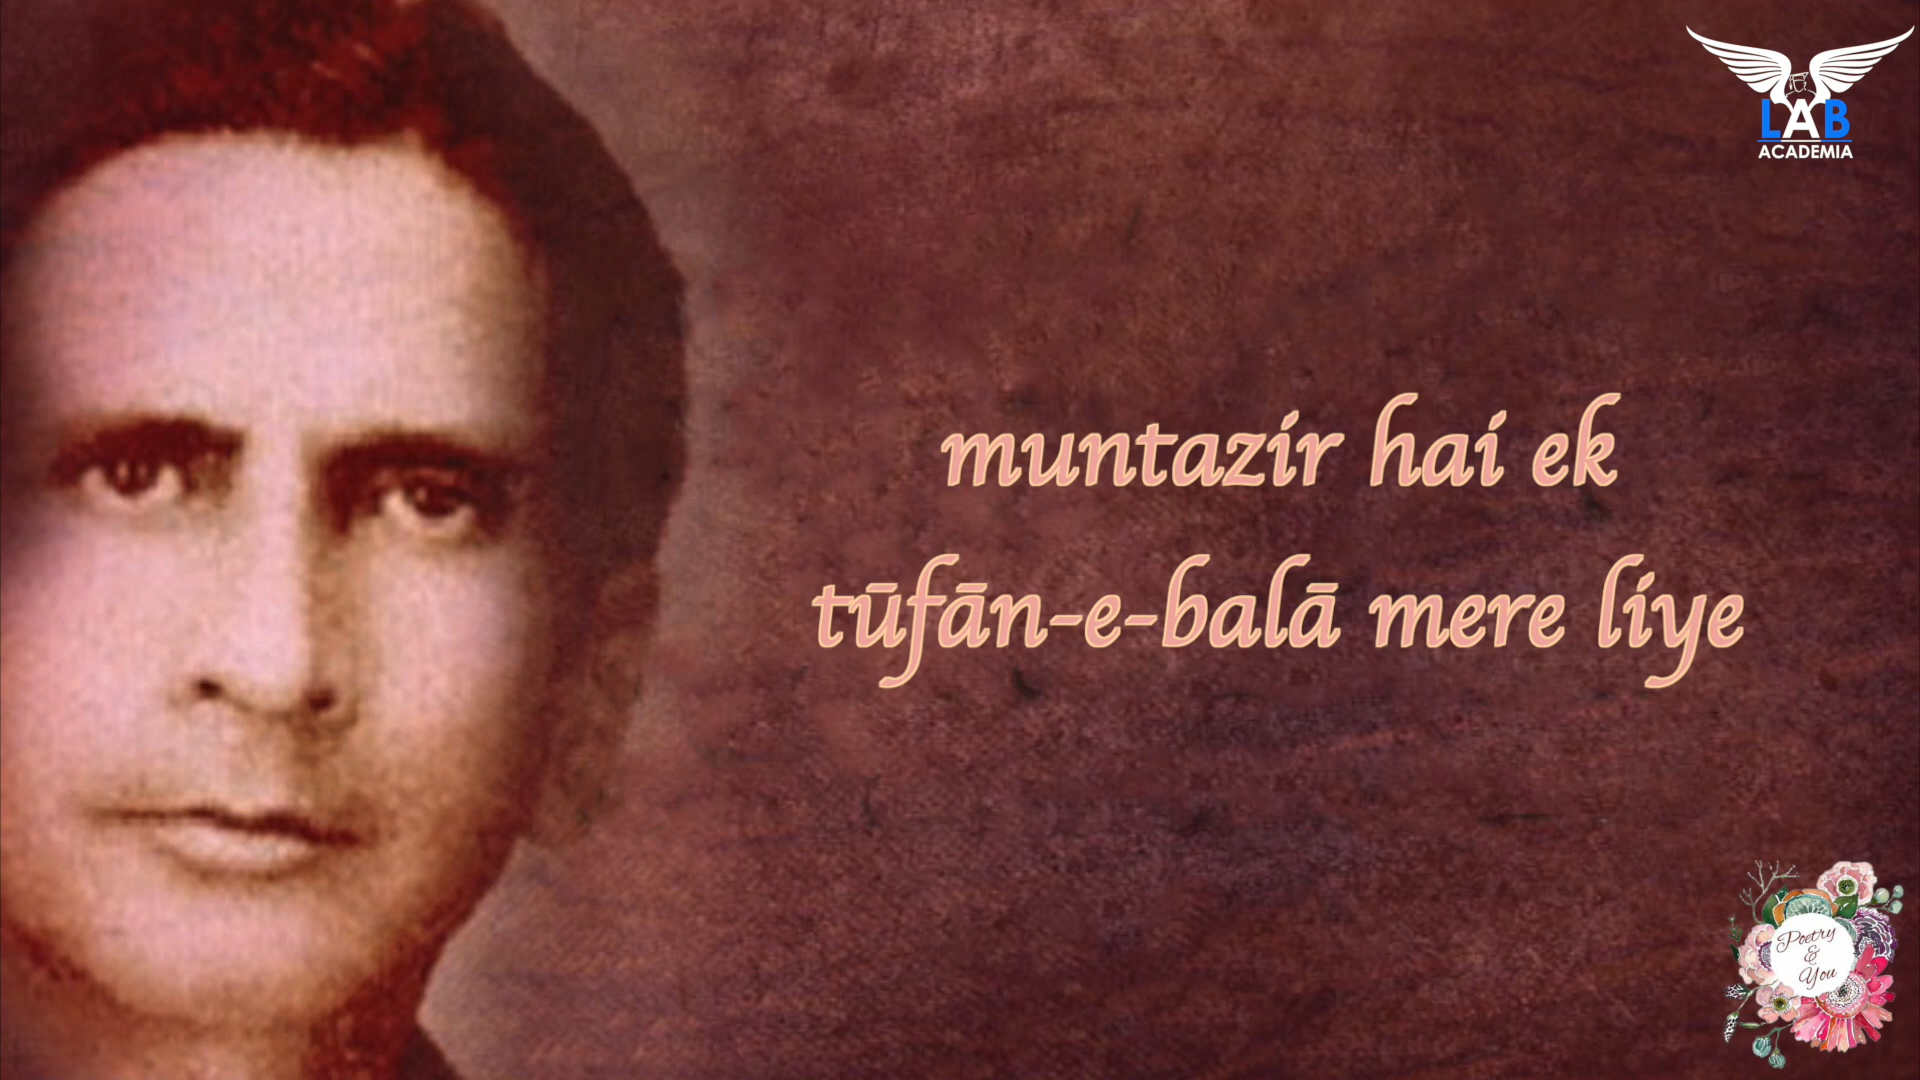 LAB
ACADEMIA
muntazir hai ek
tūfān-e-balā mere liye
Poetry
&
You